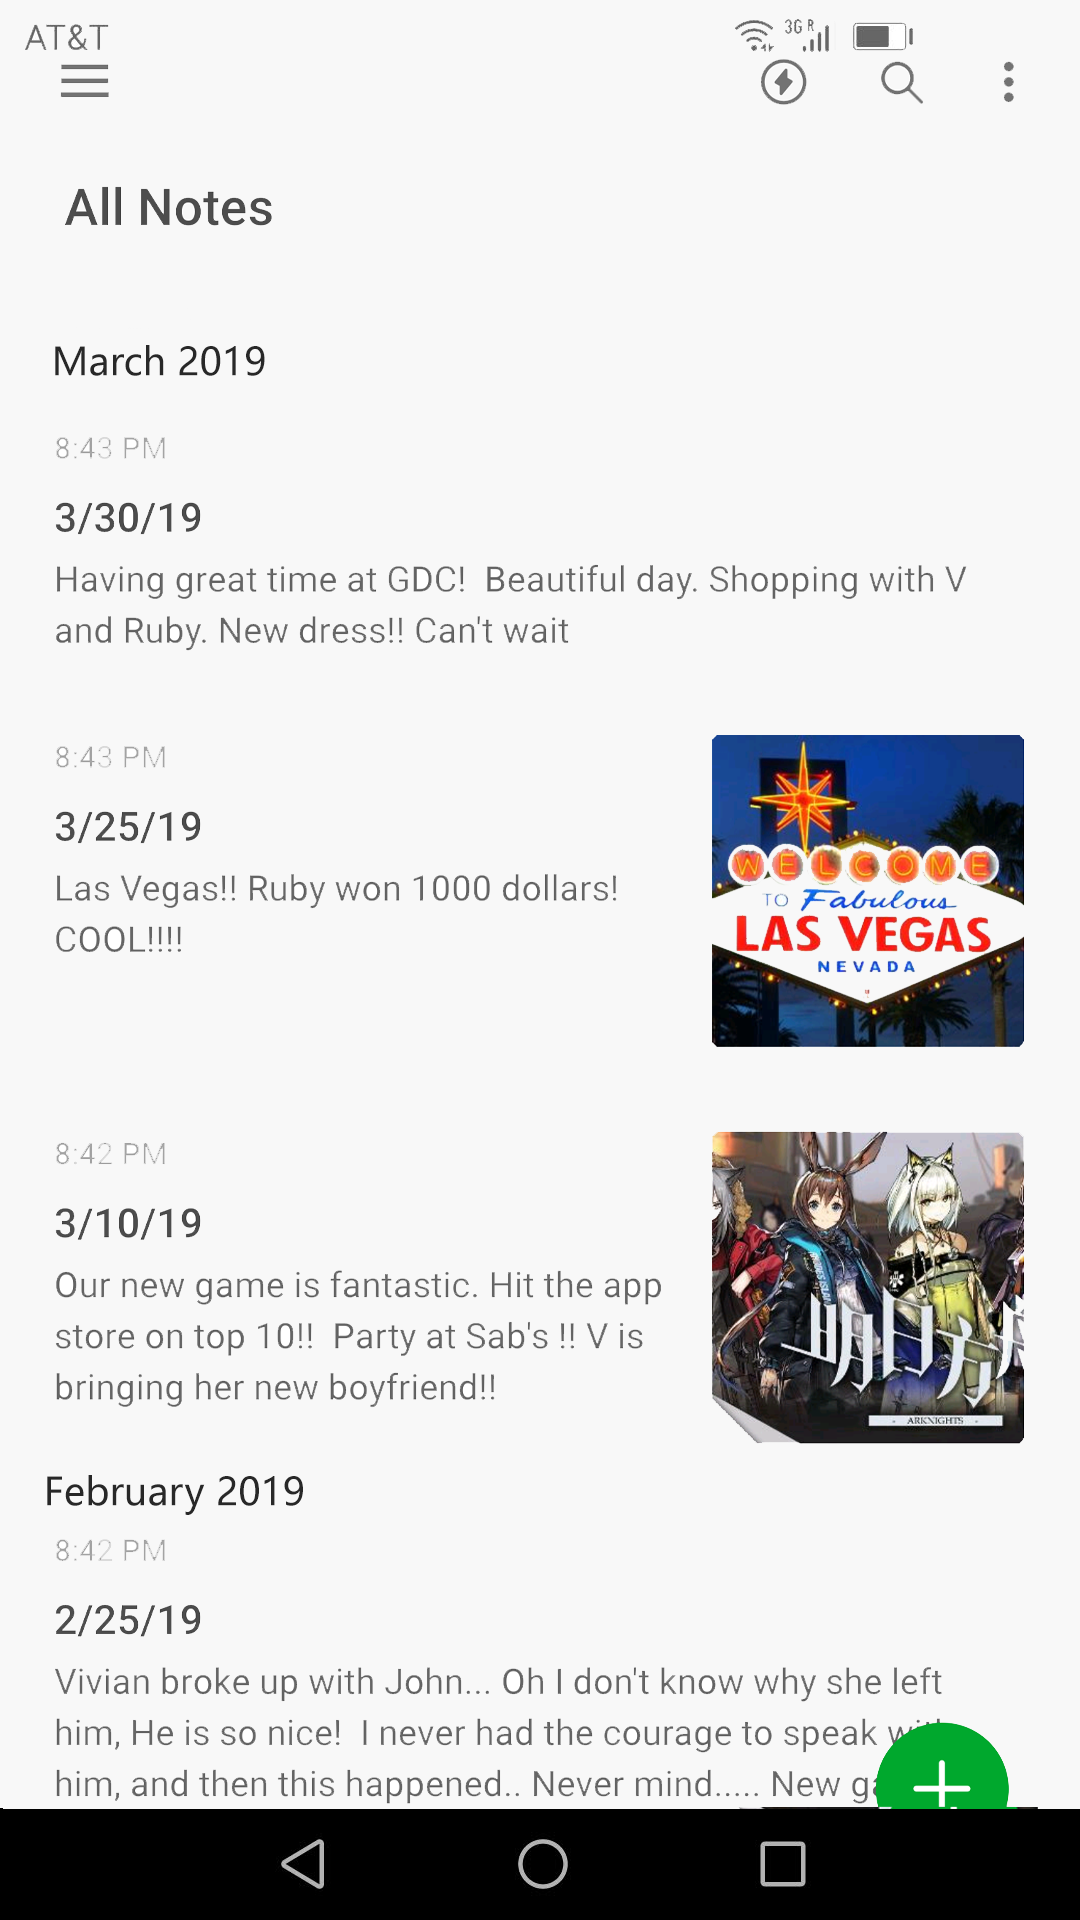 AT&T
3G R
All Notes
March 2019
8:43 PM
3/30/19
Having great time at GDC!  Beautiful day. Shopping with V
and Ruby. New dress!! Can't wait
8:43 PM
3/25/19
Las Vegas!! Ruby won 1000 dollars!
COOL!!!!
WELCOME
TO Fabulous
LAS VEGAS
NEVADA
8:42 PM
3/10/19
Our new game is fantastic. Hit the app
store on top 10!!  Party at Sab's !! V is
bringing her new boyfriend!!
明日方
ARKNIGHTS
February 2019
8:42 PM
2/25/19
Vivian broke up with John... Oh I don't know why she left
him, He is so nice!  I never had the courage to speak with
him, and then this happened.. Never mind..... New